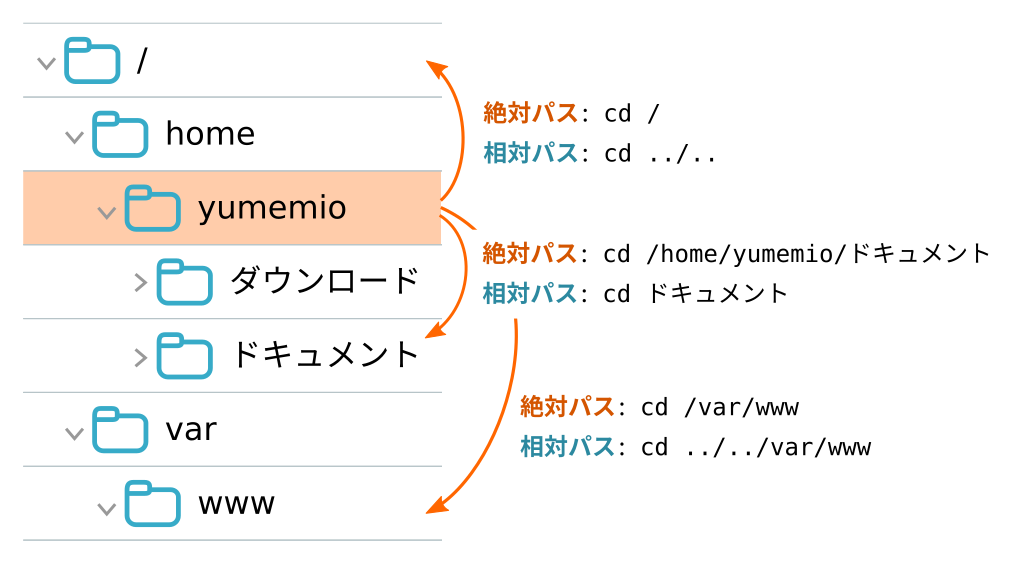 /
home
yumemio
ダウンロード
ドキュメント
var
www
絶対パス: cd /
相対パス: cd ../..
絶対パス: cd /home/yumemio/ドキュメント
相対パス: cd ドキュメント
絶対パス: cd /var/www
相対パス: cd ../../var/www